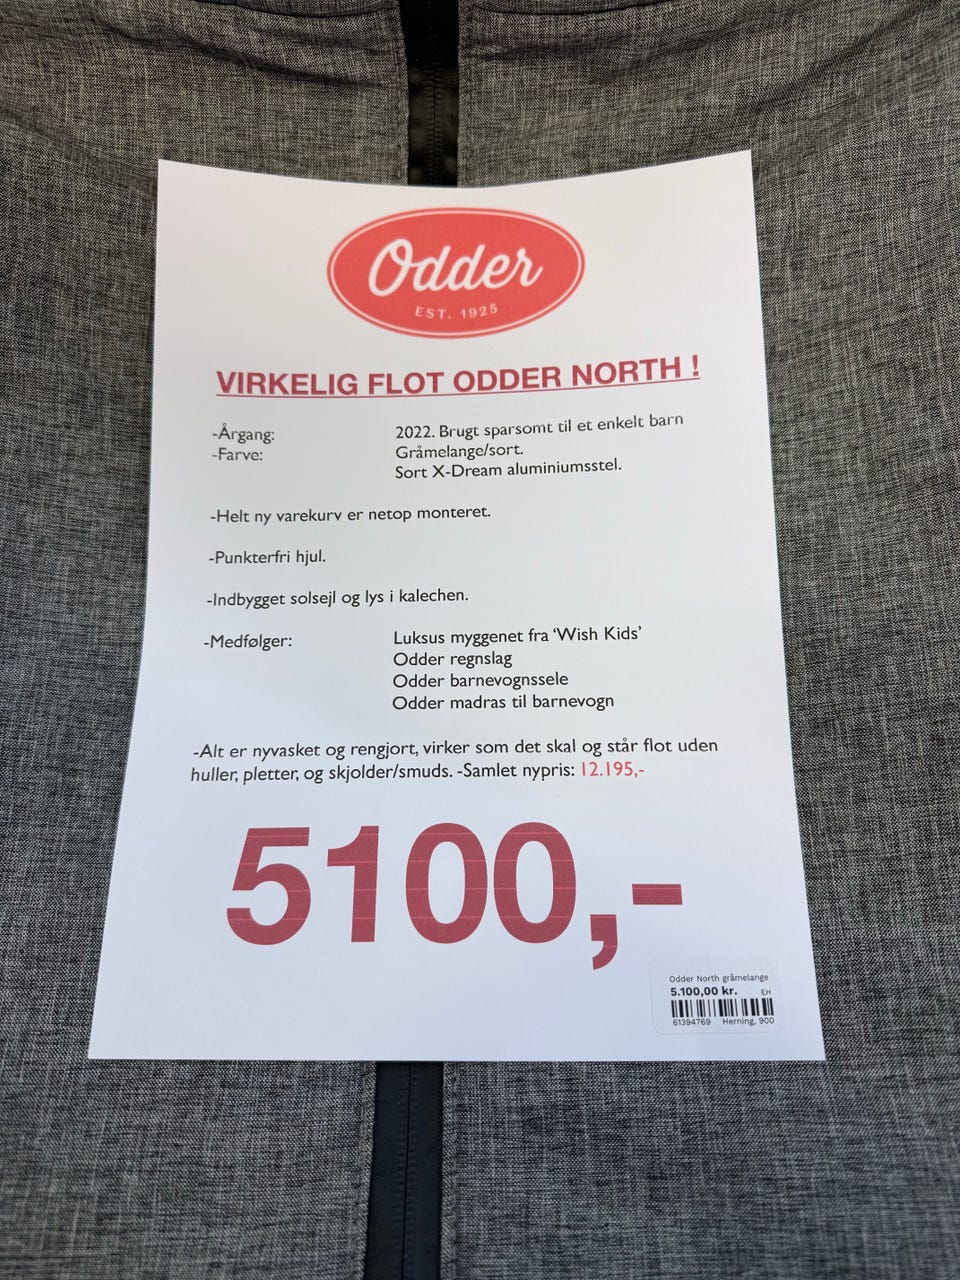 Odder
EST. 1925
VIRKELIG FLOT ODDER NORTH !
-Årgang: 2022. Brugt sparsomt til et enkelt barn
-Farve: Gråmelange/sort.
Sort X-Dream aluminiumsstel.
-Helt ny varekurv er netop monteret.
-Punkterfri hjul.
-Indbygget solsejl og lys i kalechen.
-Medfølger: Luksus myggenet fra ‘Wish Kids’
Odder regnslag
Odder barnevognssele
Odder madras til barnevogn
-Alt er nyvasket og rengjort, virker som det skal og står flot uden
huller, pletter, og skjolder/smuds. -Samlet nypris: 12.195,-
5100,-
Odder North gråmelange
5.100,00 kr. EH
61394769 Herning, 900